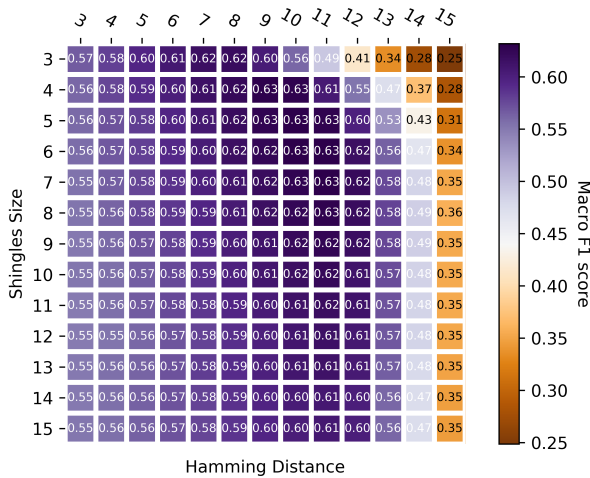 3 4 5 6 7 8 9 10 11 12 13 14 15
3 0.57 0.58 0.60 0.61 0.62 0.62 0.60 0.56 0.49 0.41 0.34 0.28 0.25
4 0.56 0.58 0.59 0.60 0.61 0.62 0.63 0.63 0.61 0.55 0.47 0.37 0.28
5 0.56 0.57 0.58 0.60 0.61 0.62 0.63 0.63 0.63 0.60 0.53 0.43 0.31
6 0.56 0.57 0.58 0.59 0.60 0.62 0.62 0.63 0.63 0.62 0.56 0.47 0.34
7 0.55 0.57 0.58 0.59 0.60 0.61 0.62 0.63 0.63 0.62 0.58 0.48 0.35
8 0.55 0.56 0.58 0.59 0.59 0.61 0.62 0.62 0.63 0.62 0.58 0.49 0.36
9 0.55 0.56 0.57 0.58 0.59 0.60 0.61 0.62 0.62 0.62 0.58 0.49 0.35
10 0.55 0.56 0.57 0.58 0.59 0.60 0.61 0.62 0.62 0.61 0.57 0.48 0.35
11 0.55 0.56 0.57 0.58 0.58 0.59 0.60 0.61 0.62 0.61 0.57 0.48 0.35
12 0.55 0.55 0.56 0.57 0.58 0.59 0.60 0.61 0.61 0.61 0.57 0.48 0.35
13 0.55 0.56 0.56 0.57 0.58 0.59 0.60 0.61 0.61 0.61 0.57 0.48 0.35
14 0.55 0.56 0.56 0.57 0.58 0.59 0.60 0.60 0.61 0.60 0.56 0.47 0.35
15 0.55 0.56 0.56 0.57 0.58 0.59 0.60 0.60 0.61 0.60 0.56 0.47 0.35
Shingles Size
Hamming Distance
0.60
0.55
0.50
0.45
0.40
0.35
0.30
0.25
Macro F1 score